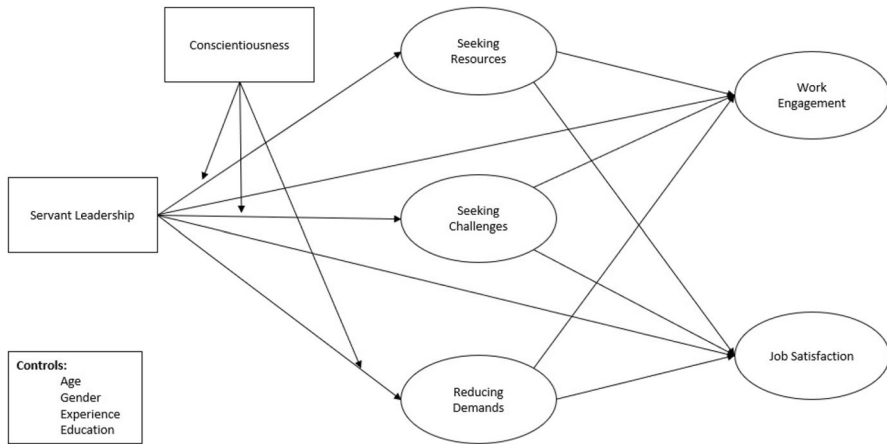 Conscientiousness
Seeking
Resources
Work
Engagement
Servant Leadership
Seeking
Challenges
Job Satisfaction
Reducing
Demands
Controls:
Age
Gender
Experience
Education